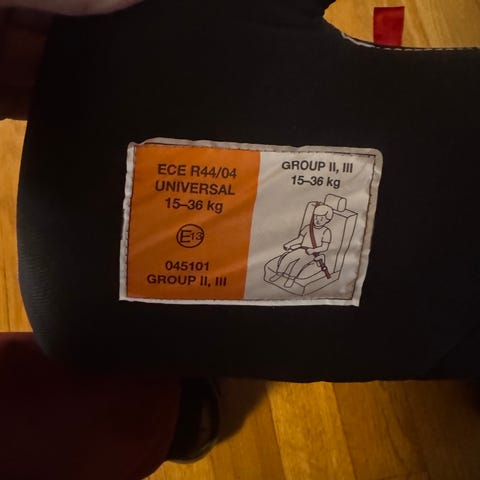 ECE R44/04
UNIVERSAL
15–36 kg
E13
045101
GROUP II, III
GROUP II, III
15–36 kg